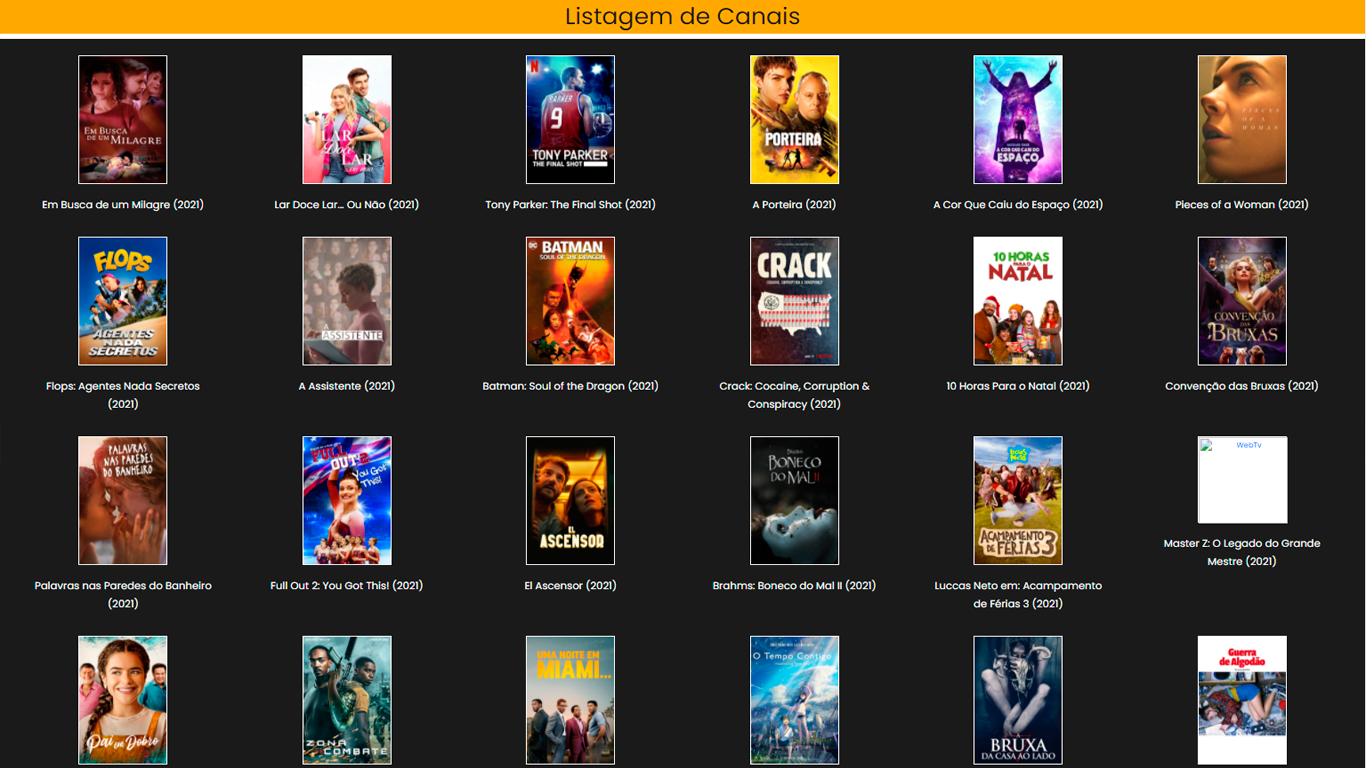 Listagem de Canais
EM BUSCA
DE UM MILAGRE
LAR
Doce
LAR
N
PARKER
9
TONY PARKER
THE FINAL SHOT
A
PORTEIRA
A COR QUE CAIU DO
ESPAÇO
PIECES
OF A
WOMAN
Em Busca de um Milagre (2021)
Lar Doce Lar... Ou Não (2021)
Tony Parker: The Final Shot (2021)
A Porteira (2021)
A Cor Que Caiu do Espaço (2021)
Pieces of a Woman (2021)
FLOPS
AGENTES
NADA
SECRETOS
A
ASSISTENTE
DC
BATMAN
SOUL OF THE DRAGON
CRACK
COCAINE, CORRUPTION & CONSPIRACY
10 HORAS
PARA O
NATAL
CONVENÇÃO
DAS
BRUXAS
Flops: Agentes Nada Secretos
(2021)
A Assistente (2021)
Batman: Soul of the Dragon (2021)
Crack: Cocaine, Corruption &
Conspiracy (2021)
10 Horas Para o Natal (2021)
Convenção das Bruxas (2021)
PALAVRAS
NAS PAREDES
DO BANHEIRO
FULL
OUT 2
You Got
This!
EL
ASCENSOR
BRAHMS
BONECO
DO MAL II
LUCCAS
NETO
ACAMPAMENTO
DE FÉRIAS 3
WebTv
Palavras nas Paredes do Banheiro
(2021)
Full Out 2: You Got This! (2021)
El Ascensor (2021)
Brahms: Boneco do Mal II (2021)
Luccas Neto em: Acampamento
de Férias 3 (2021)
Master Z: O Legado do Grande
Mestre (2021)
Pai em Dobro
ZONA
DE COMBATE
UMA NOITE EM
MIAMI...
O Tempo Contigo
A
BRUXA
DA CASA AO LADO
Guerra
de Algodão